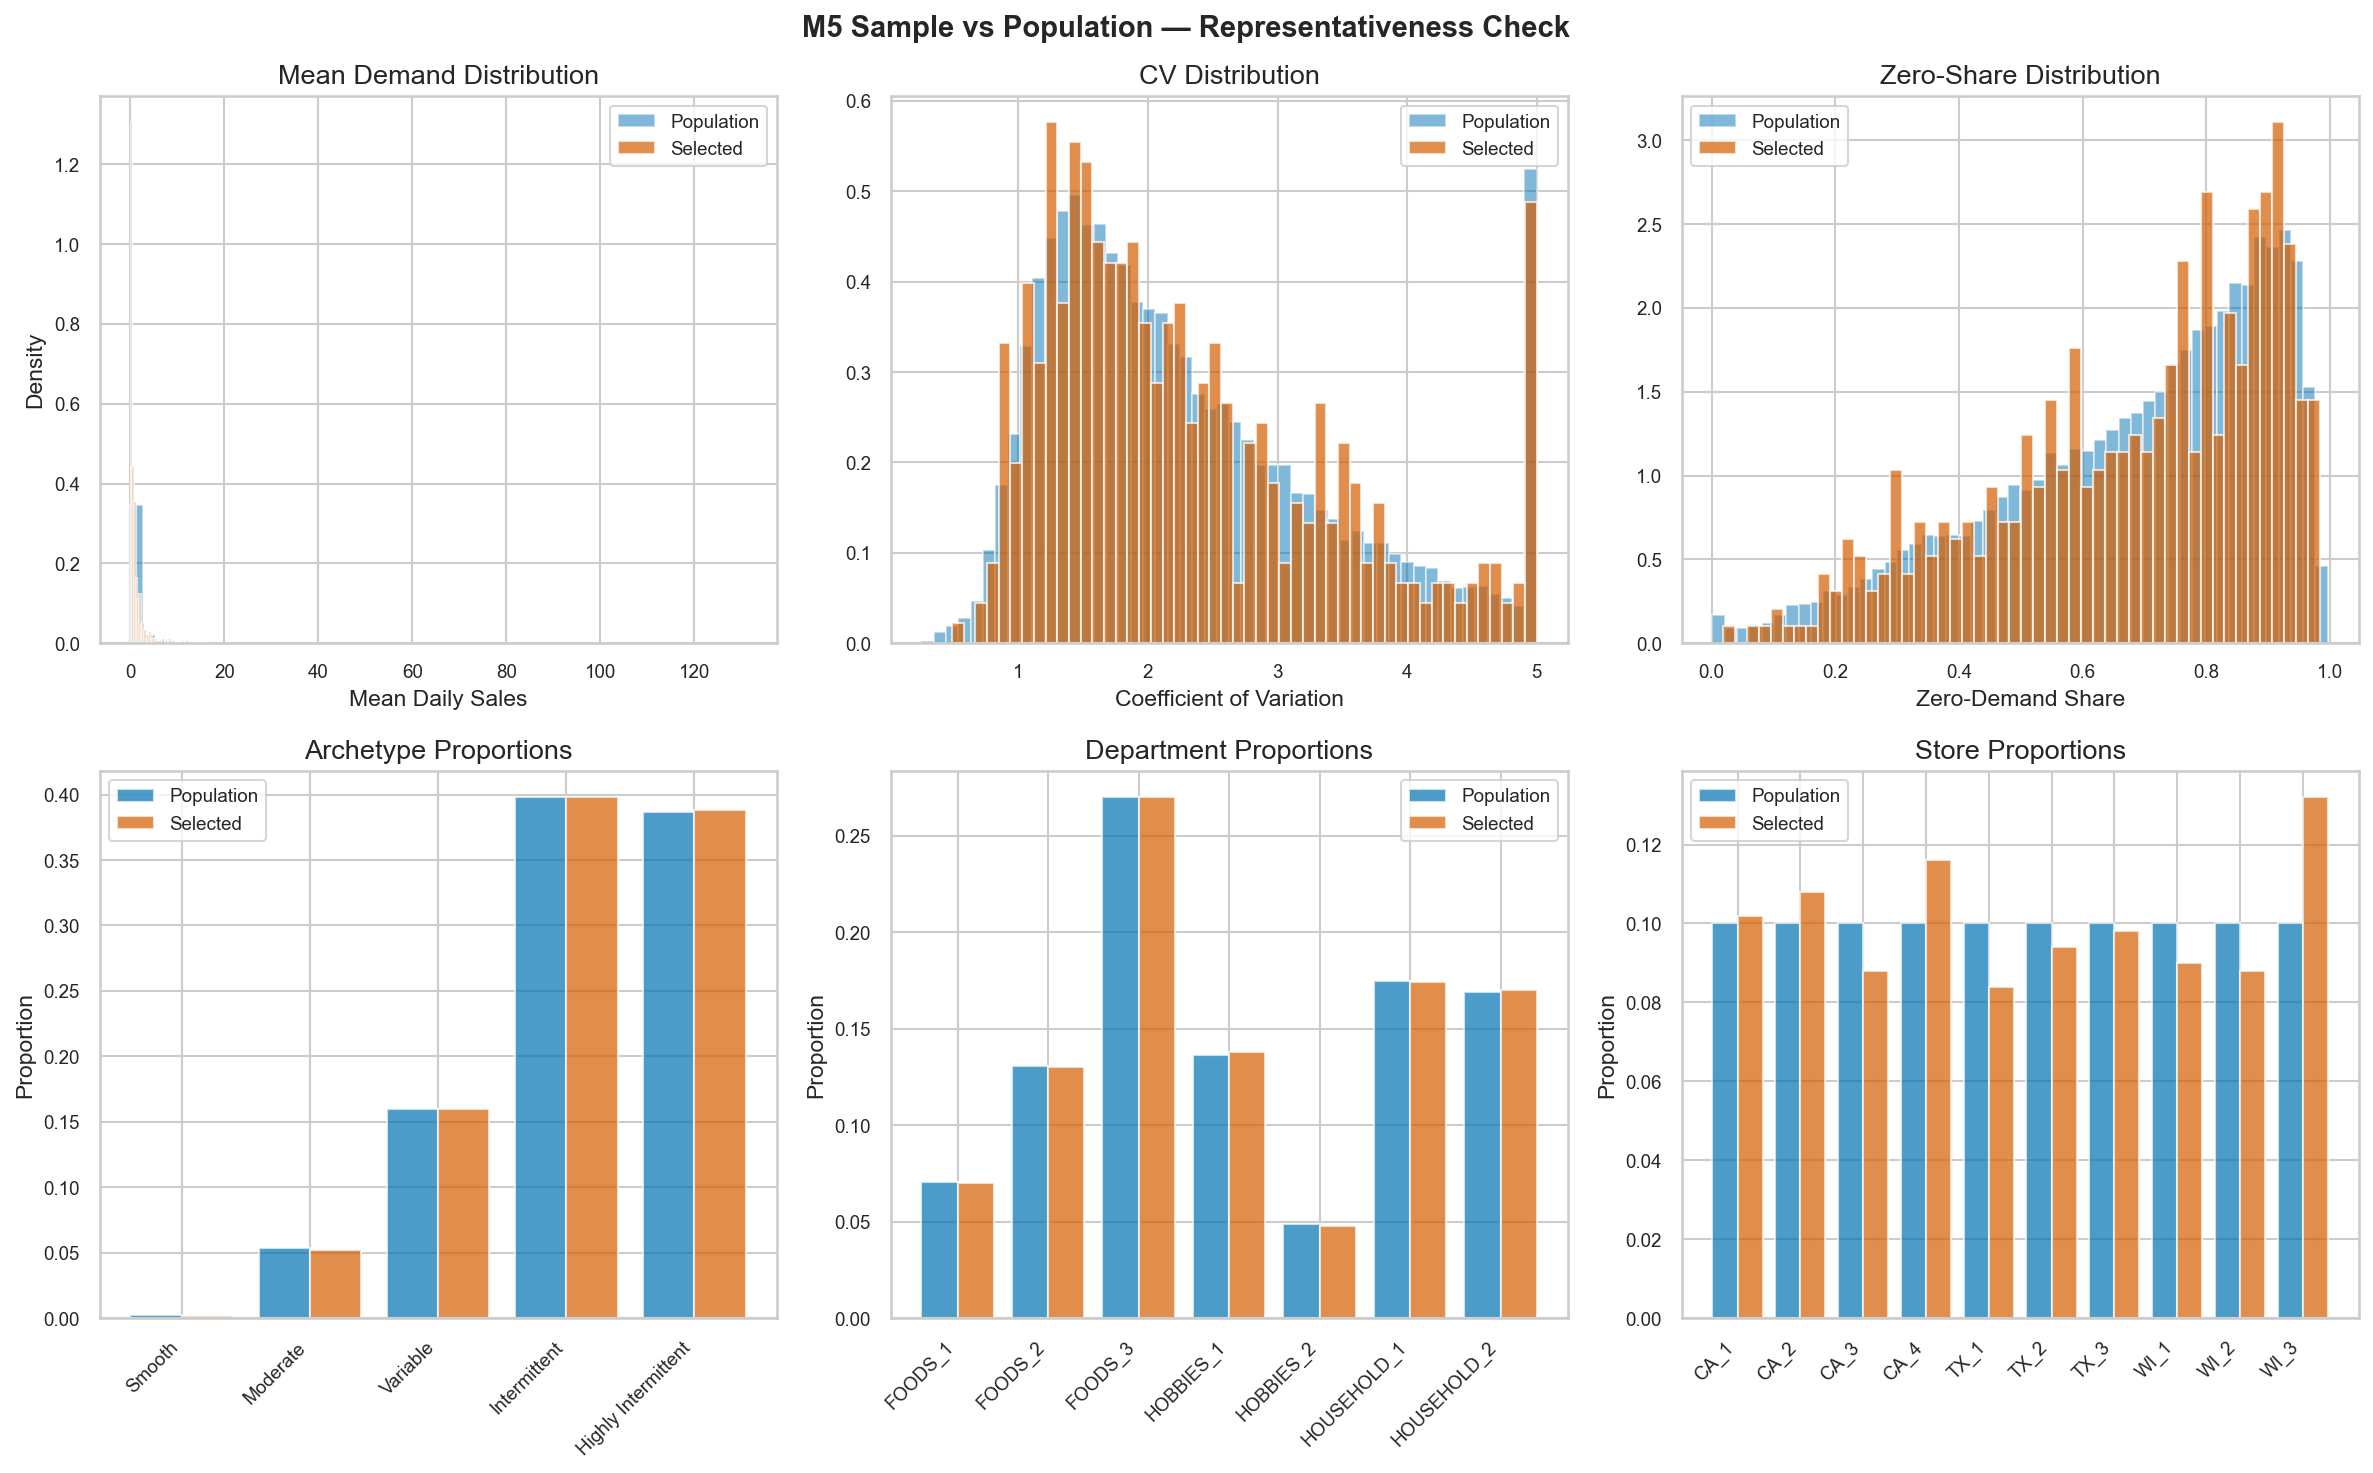 M5 Sample vs Population — Representativeness Check
Mean Demand Distribution
Density
1.2
1.0
0.8
0.6
0.4
0.2
0.0
Population
Selected
0 20 40 60 80 100 120
Mean Daily Sales
CV Distribution
0.6
0.5
0.4
0.3
0.2
0.1
0.0
Population
Selected
1 2 3 4 5
Coefficient of Variation
Zero-Share Distribution
3.0
2.5
2.0
1.5
1.0
0.5
0.0
Population
Selected
0.0 0.2 0.4 0.6 0.8 1.0
Zero-Demand Share
Archetype Proportions
Proportion
0.40
0.35
0.30
0.25
0.20
0.15
0.10
0.05
0.00
Population
Selected
Smooth
Moderate
Variable
Intermittent
Highly Intermittent
Department Proportions
Proportion
0.25
0.20
0.15
0.10
0.05
0.00
Population
Selected
FOODS_1
FOODS_2
FOODS_3
HOBBIES_1
HOBBIES_2
HOUSEHOLD_1
HOUSEHOLD_2
Store Proportions
Proportion
0.12
0.10
0.08
0.06
0.04
0.02
0.00
Population
Selected
CA_1
CA_2
CA_3
CA_4
TX_1
TX_2
TX_3
WI_1
WI_2
WI_3